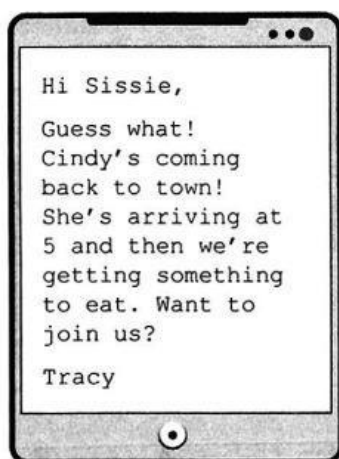 Hi Sissie,
Guess what!
Cindy's coming
back to town!
She's arriving at
5 and then we're
getting something
to eat. Want to
join us?
Tracy